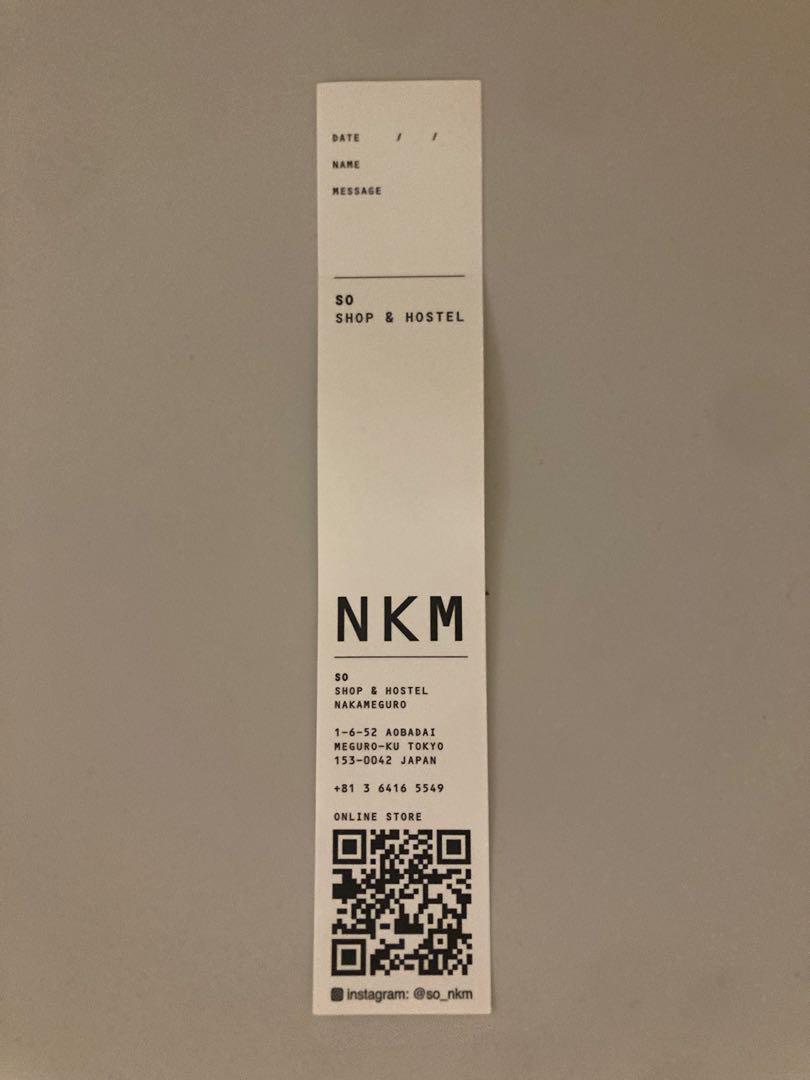 DATE / /
NAME
MESSAGE
SO
SHOP & HOSTEL
NKM
SO
SHOP & HOSTEL
NAKAMEGURO
1-6-52 AOBADAI
MEGURO-KU TOKYO
153-0042 JAPAN
+81 3 6416 5549
ONLINE STORE
instagram: @so_nkm